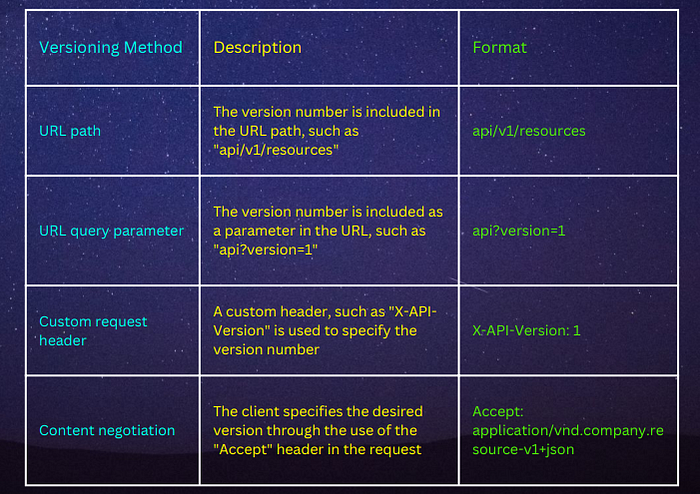 Versioning Method
Description
Format
URL path
The version number is included in
the URL path, such as
"api/v1/resources"
api/v1/resources
URL query parameter
The version number is included as
a parameter in the URL, such as
"api?version=1"
api?version=1
Custom request
header
A custom header, such as "X-API-
Version" is used to specify the
version number
X-API-Version: 1
Content negotiation
The client specifies the desired
version through the use of the
"Accept" header in the request
Accept:
application/vnd.company.re
source-v1+json